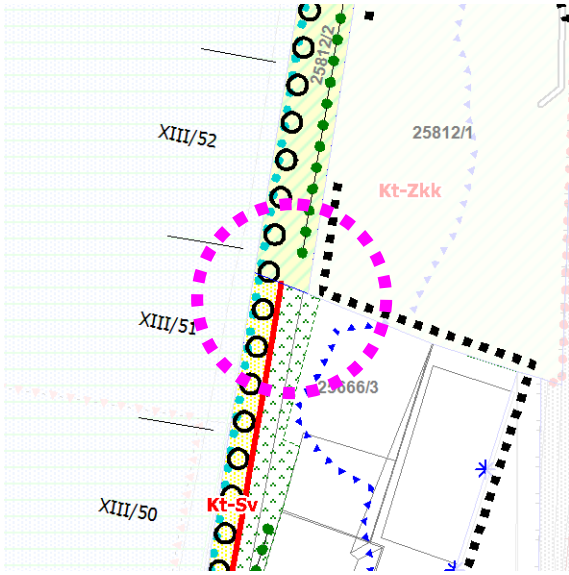 25812/2
XIII/52
25812/1
Kt-Zkk
XIII/51
25666/3
Kt-Sv
XIII/50